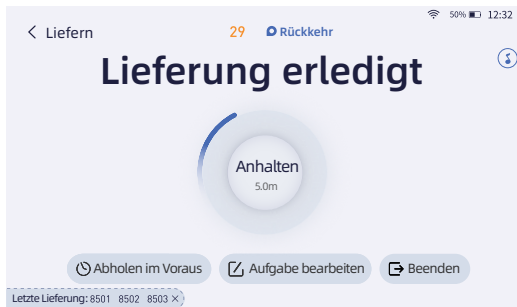 50% 12:32
Liefern 29 Rückkehr
Lieferung erledigt
Anhalten
5.0m
Abholen im Voraus Aufgabe bearbeiten Beenden
Letzte Lieferung: 8501 8502 8503 ×